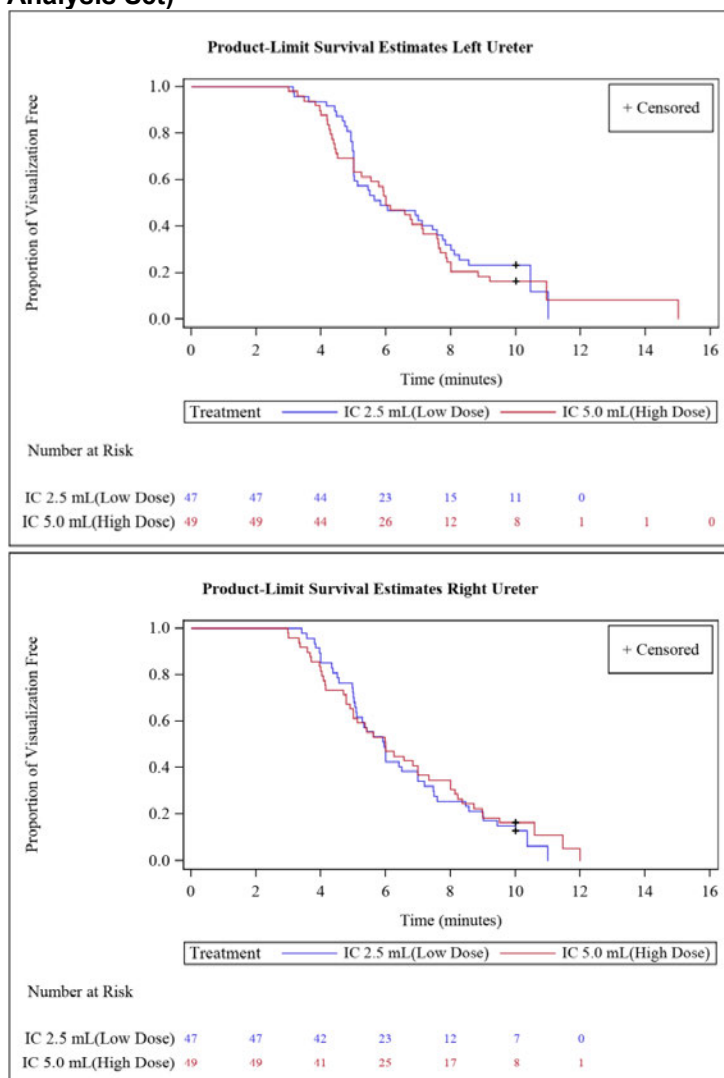 Analysis Set)
Product-Limit Survival Estimates Left Ureter
+ Censored
Proportion of Visualization Free
1.0
0.8
0.6
0.4
0.2
0.0
0 2 4 6 8 10 12 14 16
Time (minutes)
Treatment IC 2.5 mL(Low Dose) IC 5.0 mL(High Dose)
Number at Risk
IC 2.5 mL(Low Dose) 47 47 44 23 15 11 0
IC 5.0 mL(High Dose) 49 49 44 26 12 8 1 1 0
Product-Limit Survival Estimates Right Ureter
+ Censored
Proportion of Visualization Free
1.0
0.8
0.6
0.4
0.2
0.0
0 2 4 6 8 10 12 14 16
Time (minutes)
Treatment IC 2.5 mL(Low Dose) IC 5.0 mL(High Dose)
Number at Risk
IC 2.5 mL(Low Dose) 47 47 42 23 12 7 0
IC 5.0 mL(High Dose) 49 49 41 25 17 8 1